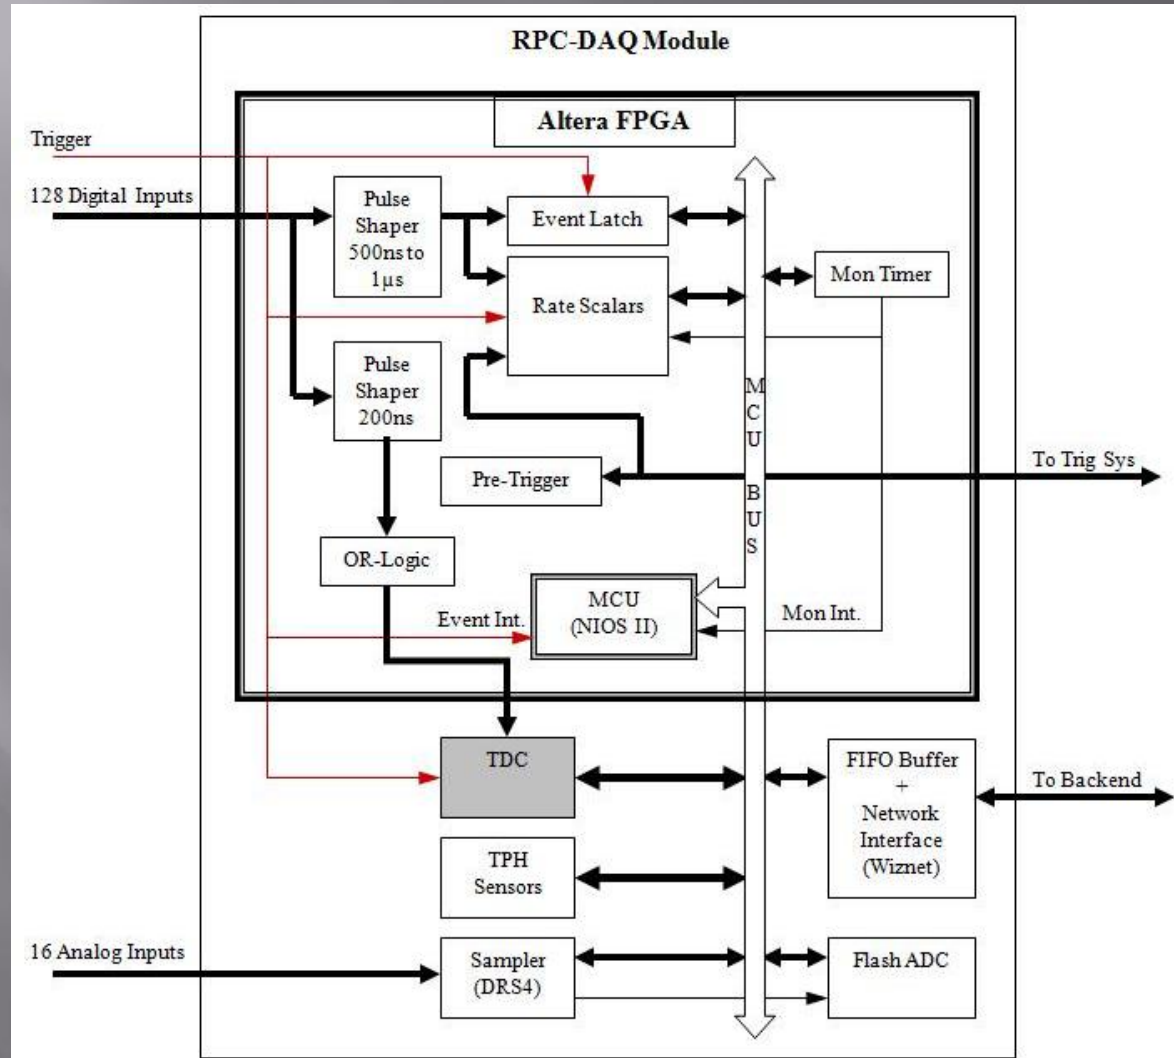 RPC-DAQ Module
Altera FPGA
Trigger
128 Digital Inputs
Pulse
Shaper
500ns to
1µs
Event Latch
Mon Timer
Rate Scalars
Pulse
Shaper
200ns
MCU BUS
Pre-Trigger
To Trig Sys
OR-Logic
MCU
(NIOS II)
Event Int.
Mon Int.
TDC
FIFO Buffer
+
Network
Interface
(Wiznet)
To Backend
TPH
Sensors
16 Analog Inputs
Sampler
(DRS4)
Flash ADC